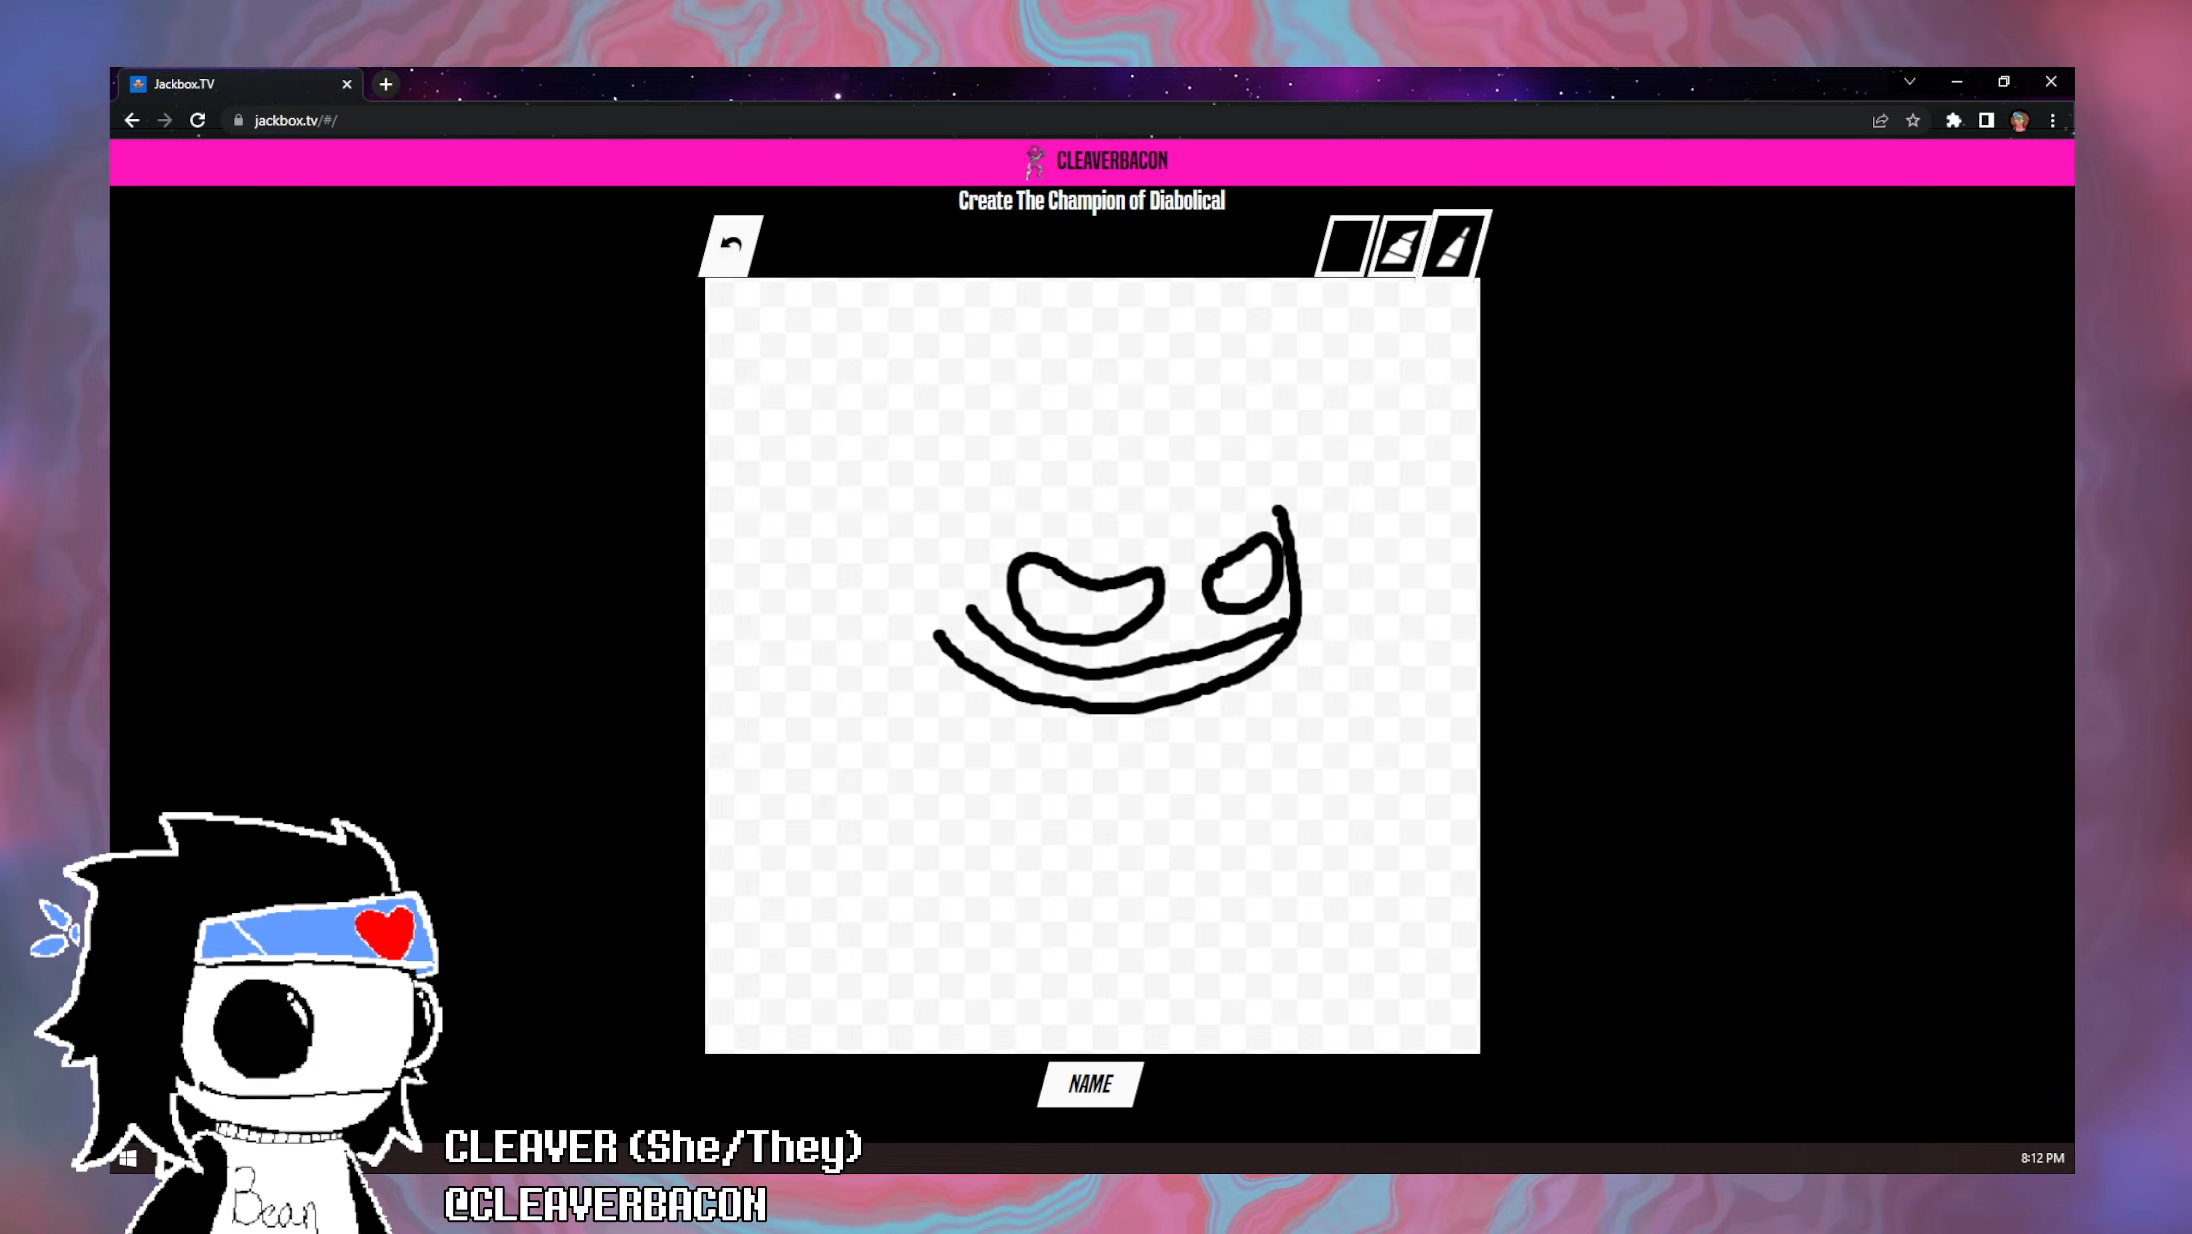 Jackbox.TV
jackbox.tv/#/
CLEAVERBACON
Create The Champion of Diabolical
NAME
Bean
CLEAVER (She/They)
@CLEAVERBACON
8:12 PM